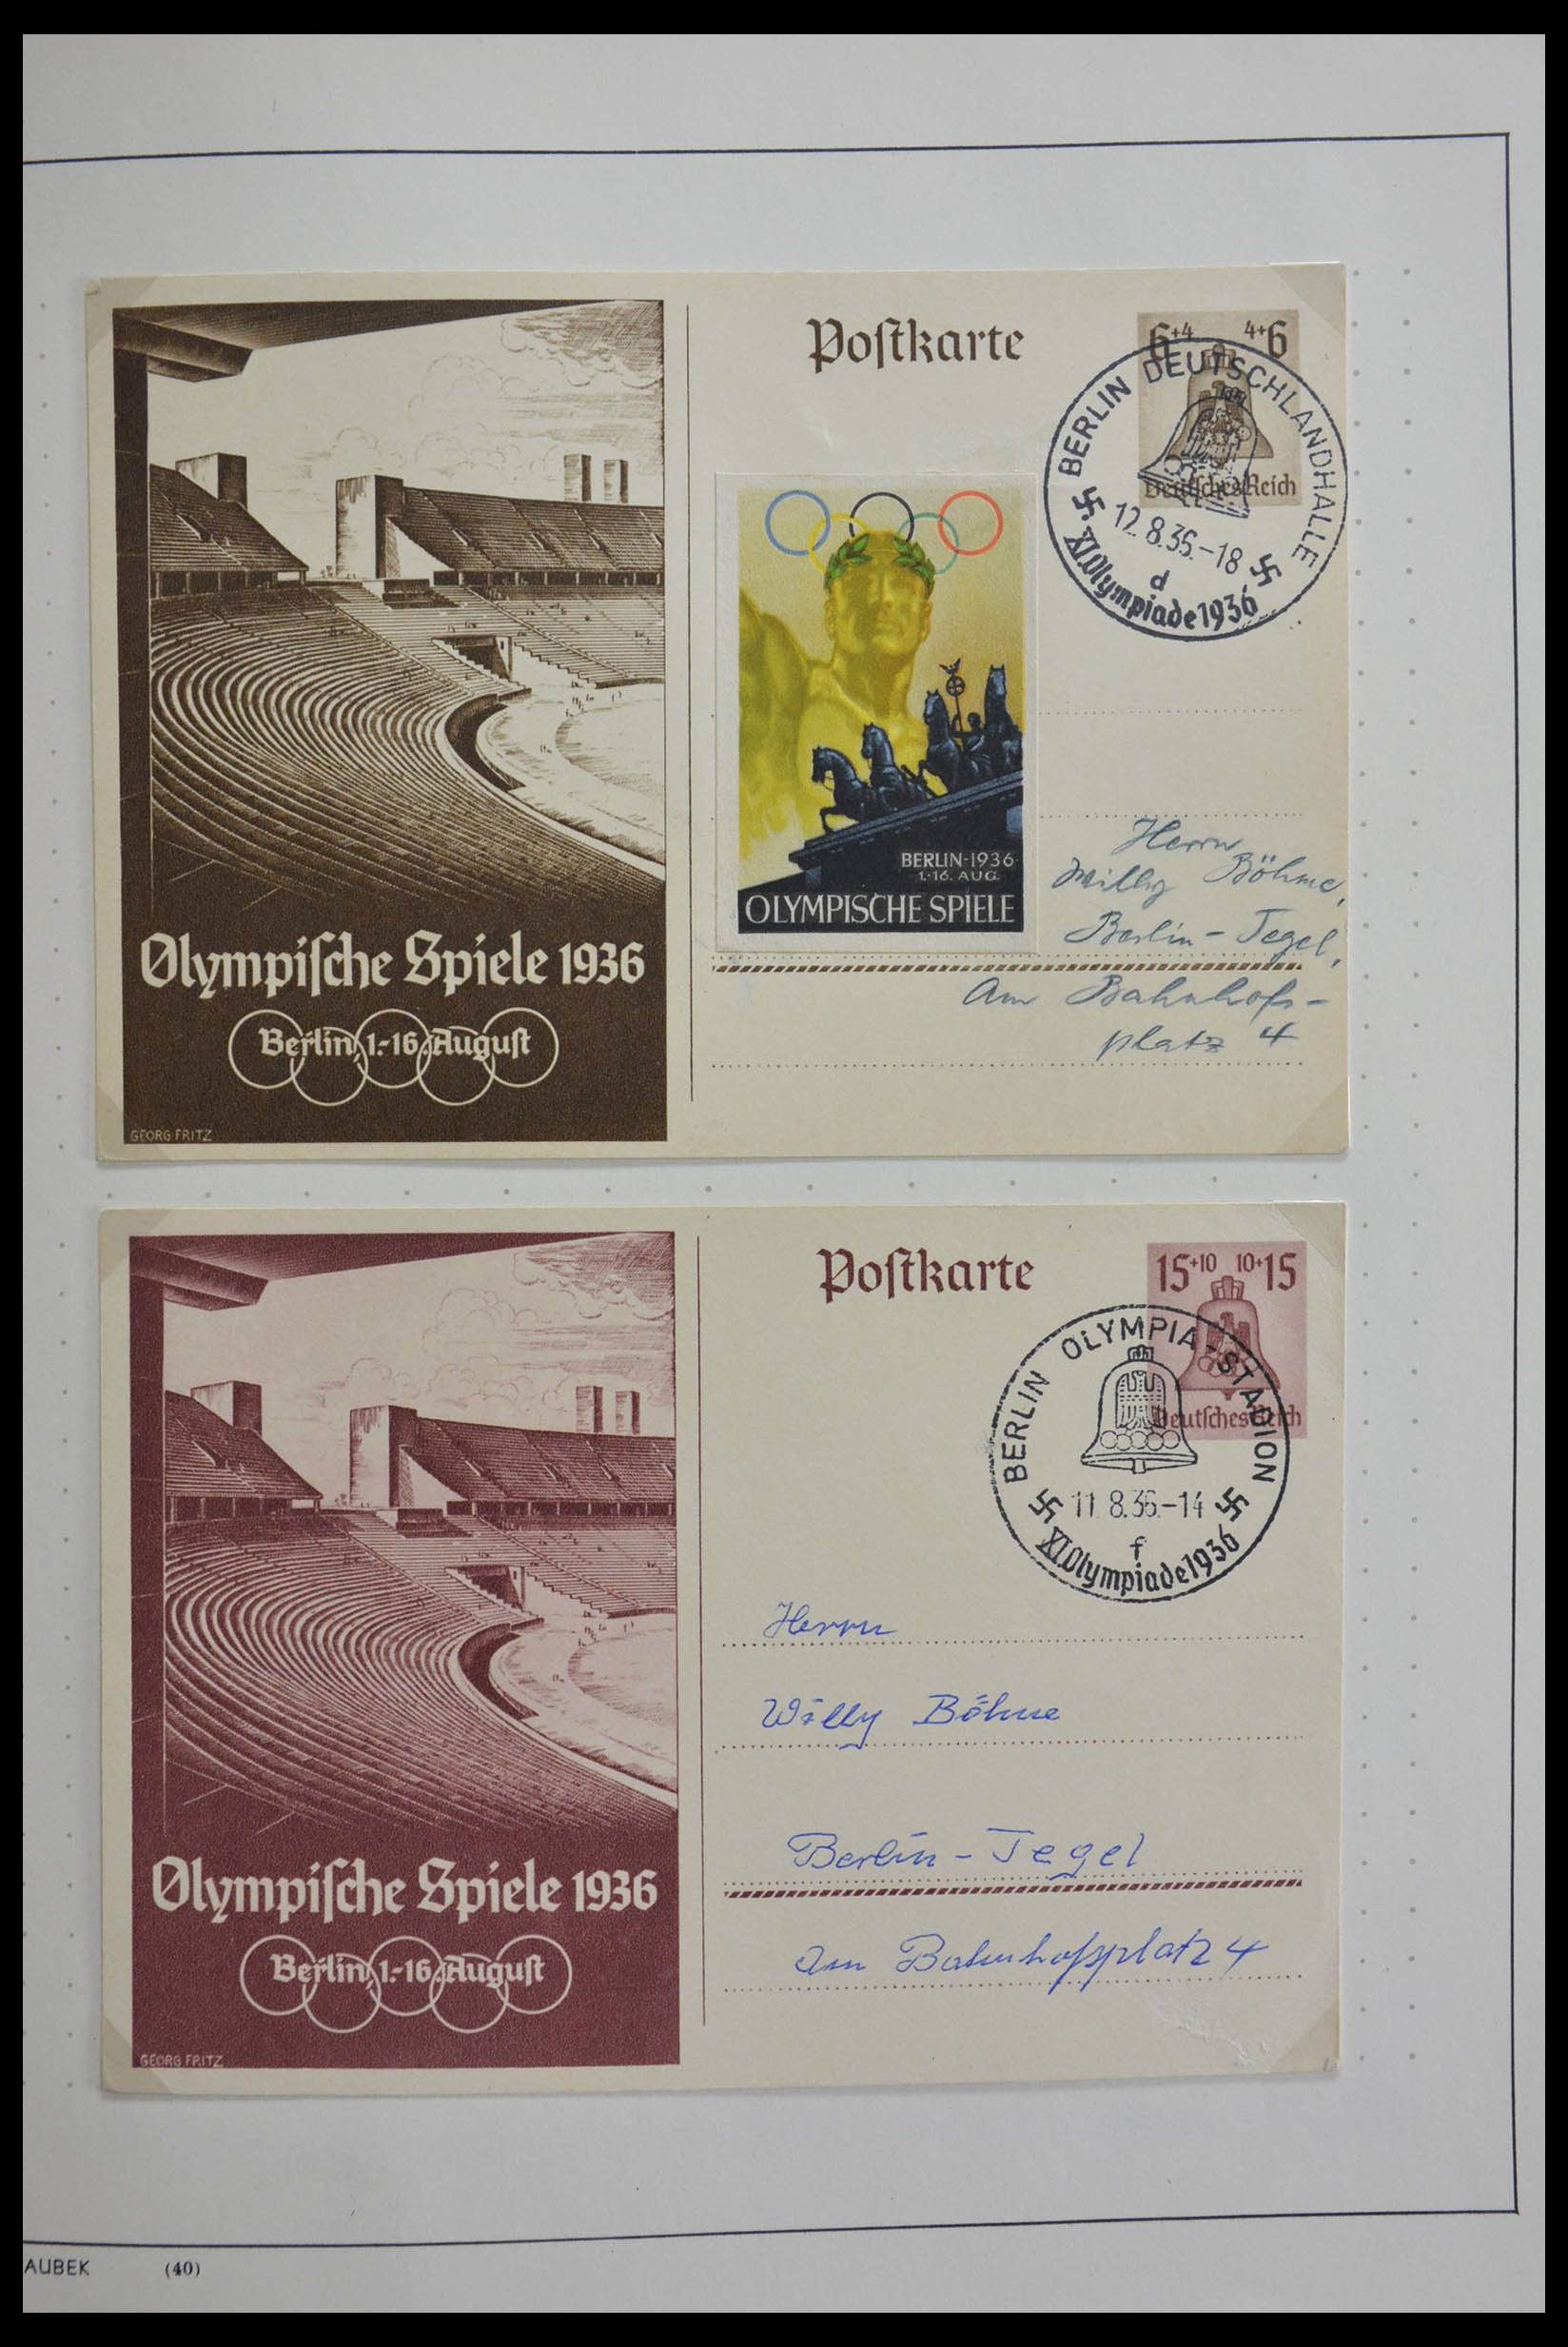 Olympiſche Spiele 1936
Berlin, 1.-16. Auguſt
GEORG FRITZ
Poſtkarte
6+4 4+6
Deutſches Reich
BERLIN DEUTSCHLANDHALLE
12.8.36.-18
d
XI. Olympiade 1936
BERLIN-1936
1.-16. AUG.
OLYMPISCHE SPIELE
Herrn
Willy Böhme,
Berlin-Tegel,
Am Bahnhofs-
platz 4
Olympiſche Spiele 1936
Berlin, 1.-16. Auguſt
GEORG FRITZ
Poſtkarte
15+10 10+15
Deutſches Reich
BERLIN OLYMPIA-STADION
11.8.36.-14
f
XI. Olympiade 1936
Herrn
Willy Böhme
Berlin-Tegel
Am Bahnhofsplatz 4
AUBEK (40)